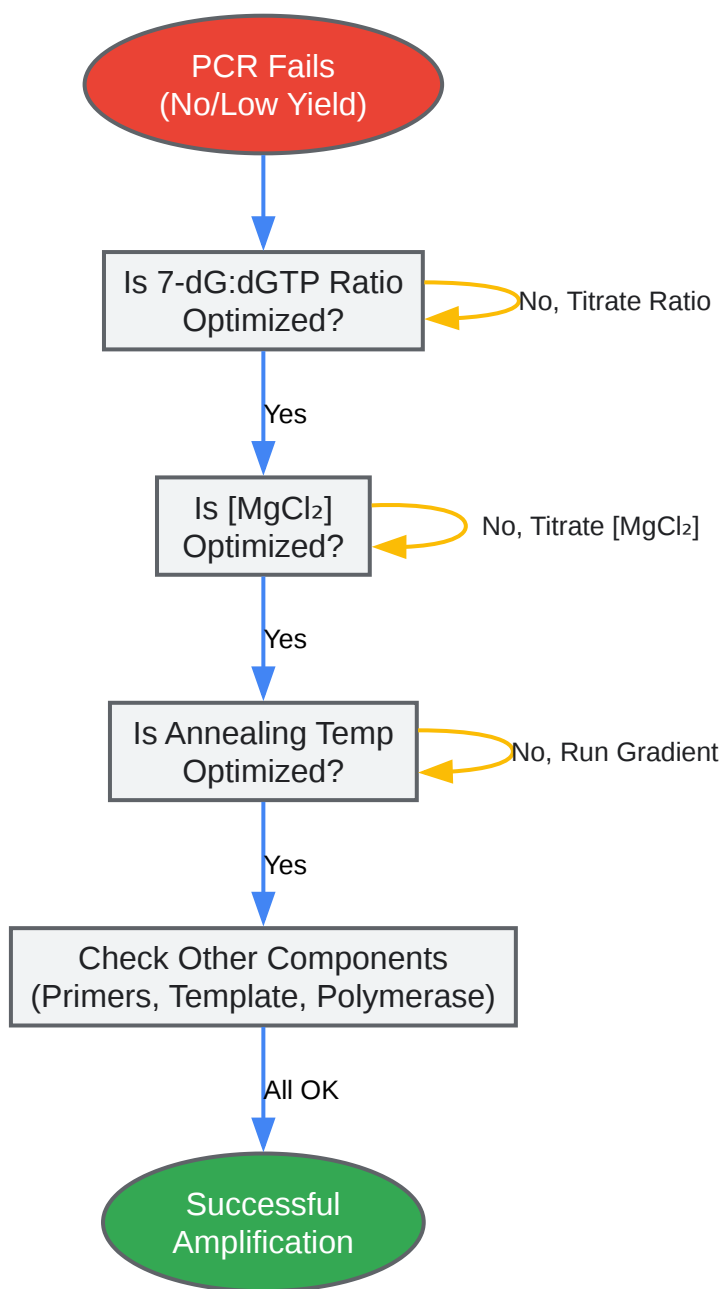 PCR Fails
(No/Low Yield)
Is 7-dG:dGTP Ratio
Optimized?
No, Titrate Ratio
Yes
Is [MgCl₂]
Optimized?
No, Titrate [MgCl₂]
Yes
Is Annealing Temp
Optimized?
No, Run Gradient
Yes
Check Other Components
(Primers, Template, Polymerase)
All OK
Successful
Amplification